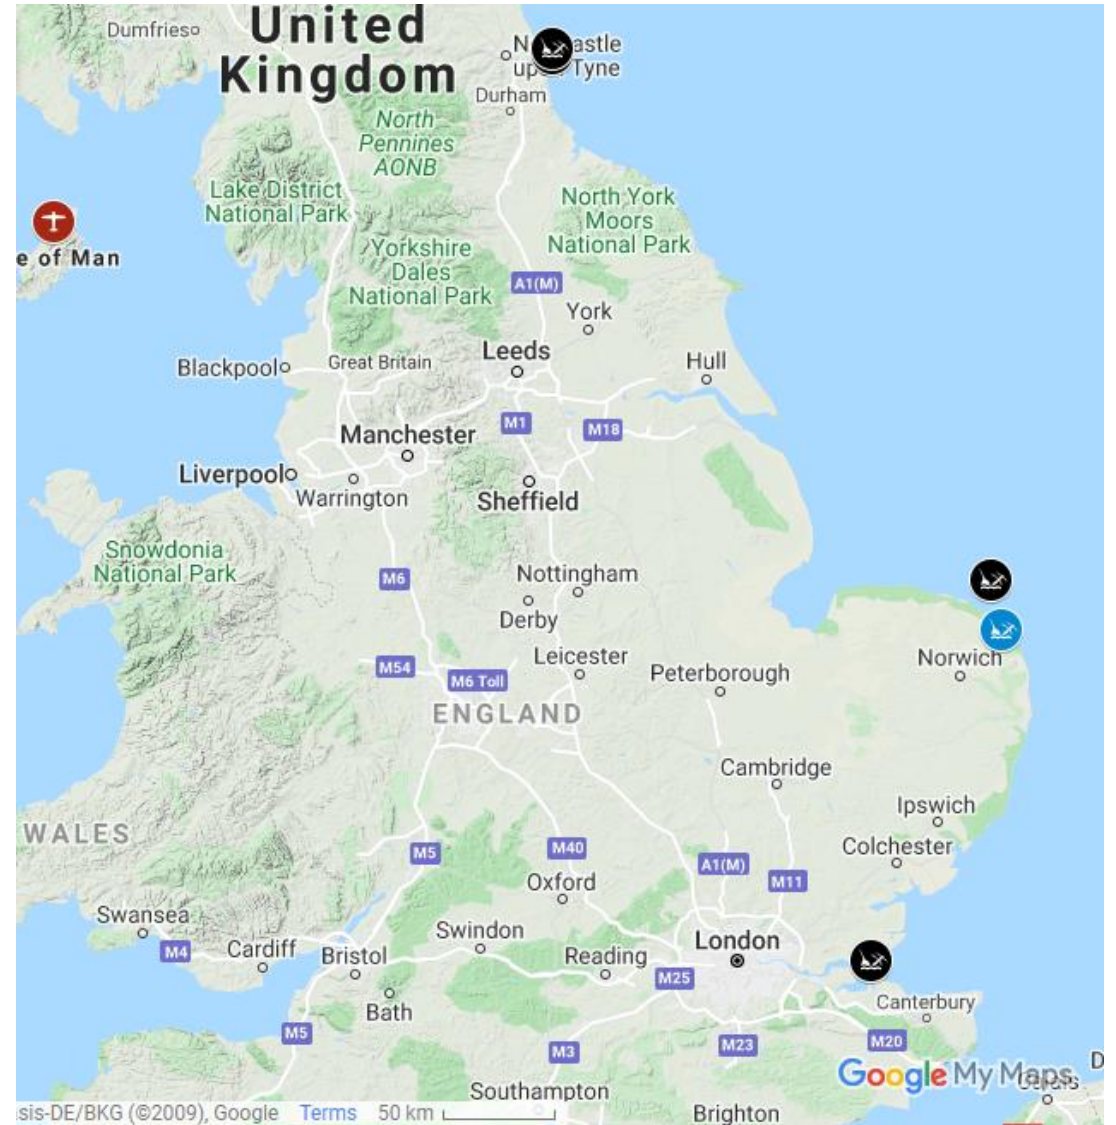 United
Kingdom
Dumfries
upon Tyne
Durham
North
Pennines
AONB
Lake District
National Park
North York
Moors
National Park
e of Man
Yorkshire
Dales
National Park
A1(M)
York
Leeds
Hull
Blackpool
Great Britain
M1
M18
Manchester
Liverpool
Warrington
Sheffield
Snowdonia
National Park
M6
Nottingham
Derby
Norwich
Leicester
M54
M6 Toll
Peterborough
ENGLAND
Cambridge
Ipswich
WALES
Colchester
M5
M40
A1(M)
M11
Oxford
Swansea
M4
Cardiff
Bristol
Swindon
Reading
London
M25
Bath
Canterbury
M5
M3
M23
M20
Google My Maps
Calais
D
Southampton
Brighton
sis-DE/BKG (©2009), Google Terms 50 km